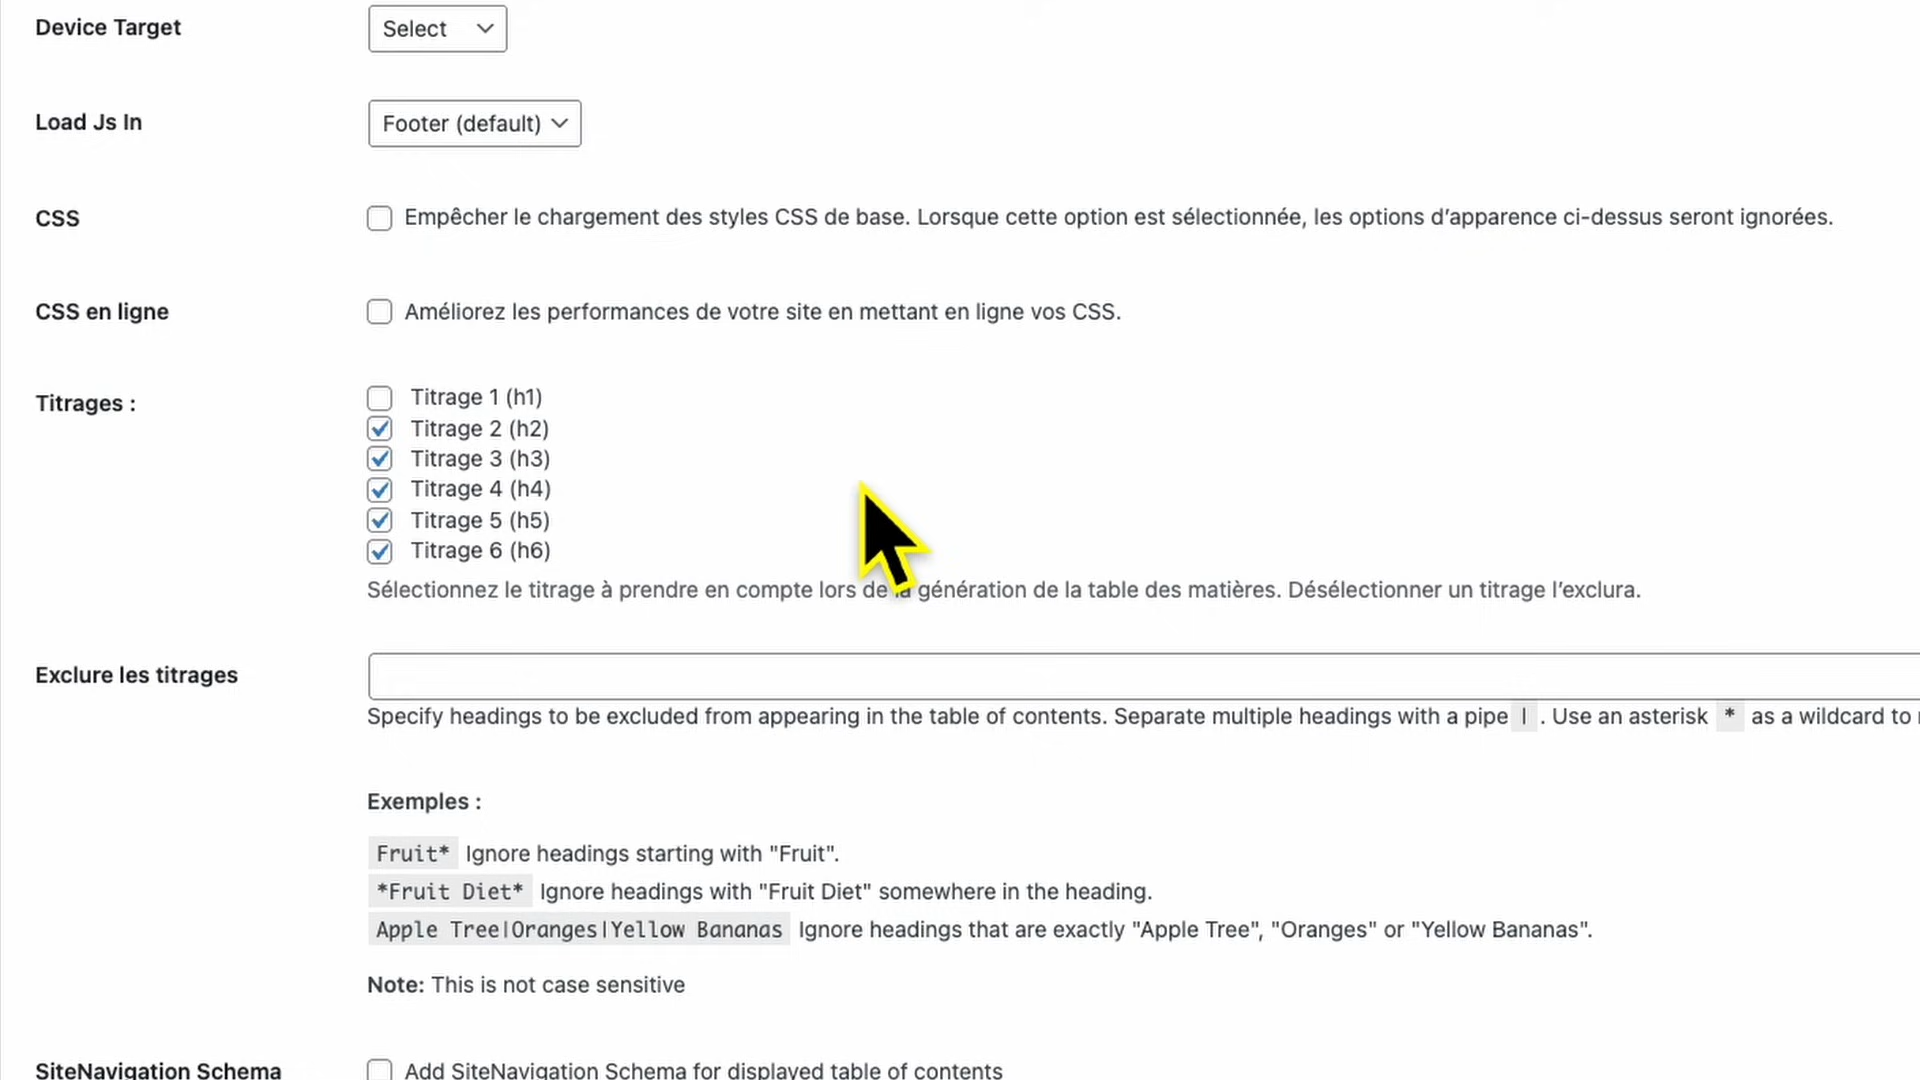 Device Target
Select
Load Js In
Footer (default)
CSS
Empêcher le chargement des styles CSS de base. Lorsque cette option est sélectionnée, les options d’apparence ci-dessus seront ignorées.
CSS en ligne
Améliorez les performances de votre site en mettant en ligne vos CSS.
Titrages :
Titrage 1 (h1)
Titrage 2 (h2)
Titrage 3 (h3)
Titrage 4 (h4)
Titrage 5 (h5)
Titrage 6 (h6)
Sélectionnez le titrage à prendre en compte lors de la génération de la table des matières. Désélectionner un titrage l’exclura.
Exclure les titrages
Specify headings to be excluded from appearing in the table of contents. Separate multiple headings with a pipe | . Use an asterisk * as a wildcard to
Exemples :
Fruit* Ignore headings starting with "Fruit".
*Fruit Diet* Ignore headings with "Fruit Diet" somewhere in the heading.
Apple Tree|Oranges|Yellow Bananas Ignore headings that are exactly "Apple Tree", "Oranges" or "Yellow Bananas".
Note: This is not case sensitive
SiteNavigation Schema
Add SiteNavigation Schema for displayed table of contents